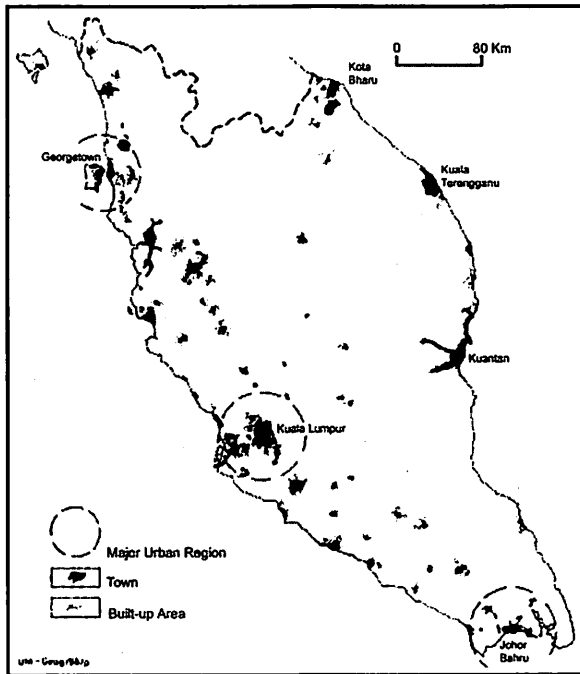 0 80 Km
Kota
Bharu
Georgetown
Kuala
Terengganu
Kuantan
Kuala Lumpur
Major Urban Region
Town
Built-up Area
Johor
Bahru